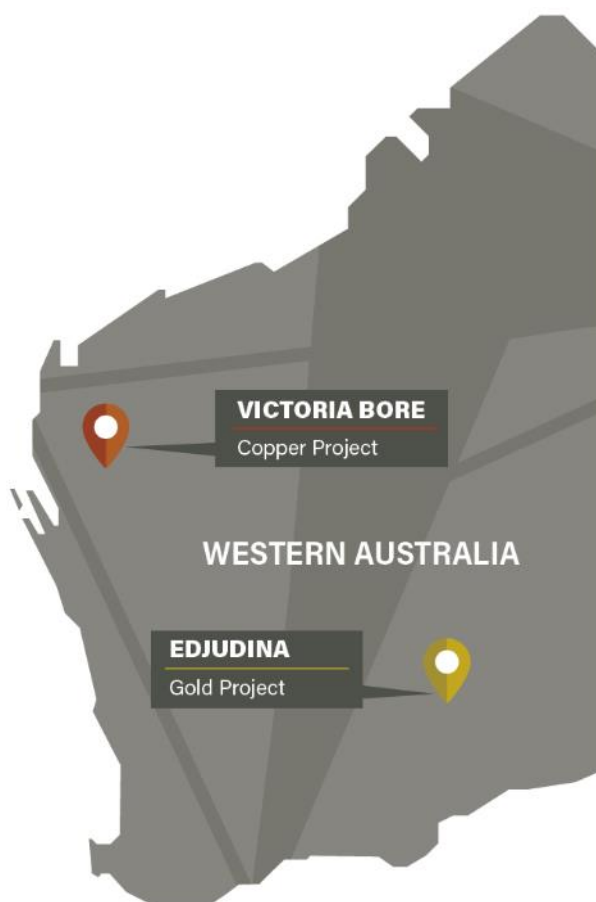 VICTORIA BORE
Copper Project
WESTERN AUSTRALIA
EDJUDINA
Gold Project